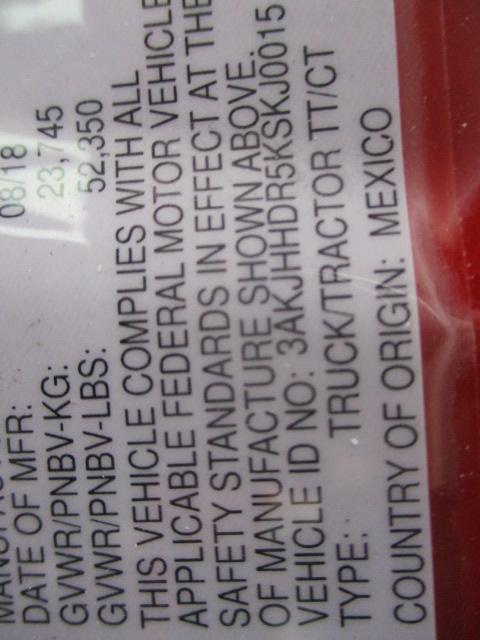 DATE OF MFR: 08/18
GVWR/PNBV-KG: 23,745
GVWR/PNBV-LBS: 52,350
THIS VEHICLE COMPLIES WITH ALL
APPLICABLE FEDERAL MOTOR VEHICLE
SAFETY STANDARDS IN EFFECT AT THE
OF MANUFACTURE SHOWN ABOVE.
VEHICLE ID NO: 3AKJHHDR5KSKJ0015
TYPE: TRUCK/TRACTOR TT/CT
COUNTRY OF ORIGIN: MEXICO